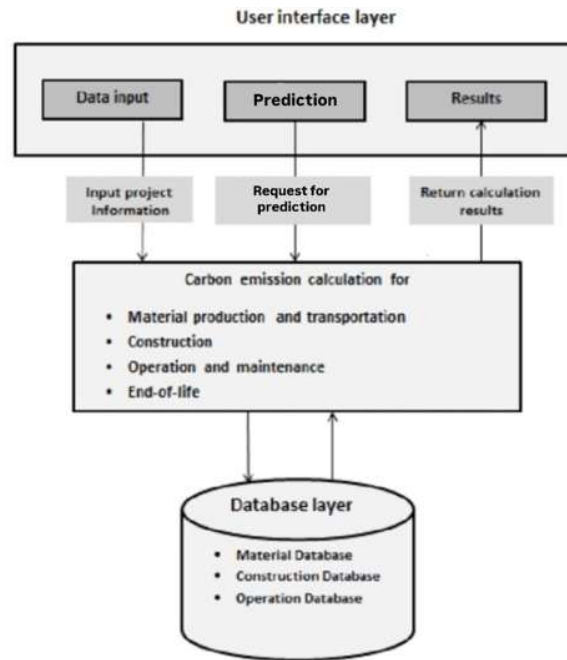 User interface layer
Data input
Prediction
Results
Input project
Information
Request for
prediction
Return calculation
results
Carbon emission calculation for
• Material production and transportation
• Construction
• Operation and maintenance
• End-of-life
Database layer
• Material Database
• Construction Database
• Operation Database